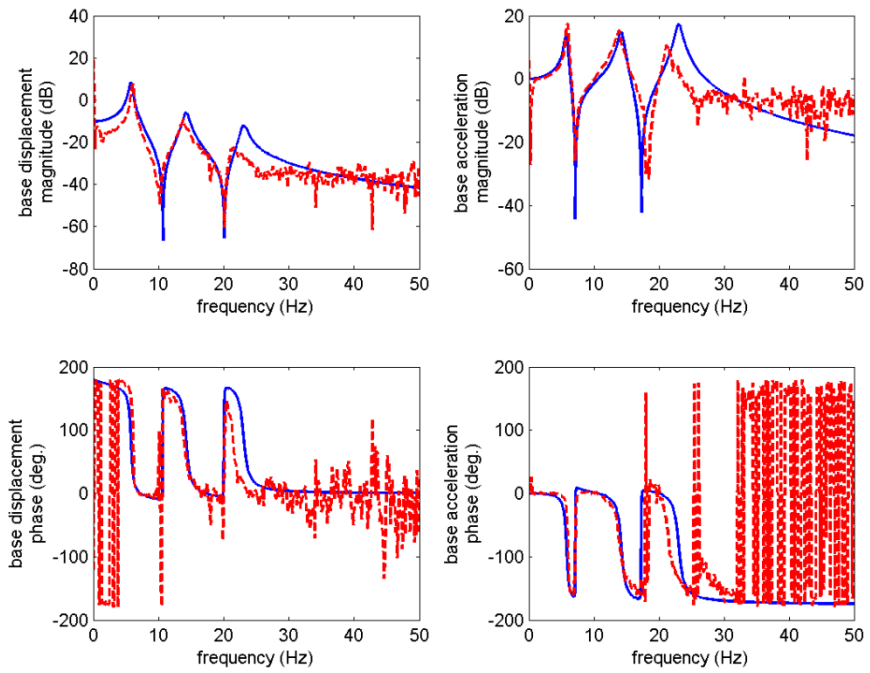 base displacement
magnitude (dB)
40
20
0
-20
-40
-60
-80
0 10 20 30 40 50
frequency (Hz)
base acceleration
magnitude (dB)
20
0
-20
-40
-60
0 10 20 30 40 50
frequency (Hz)
base displacement
phase (deg.)
200
100
0
-100
-200
0 10 20 30 40 50
frequency (Hz)
base acceleration
phase (deg.)
200
100
0
-100
-200
0 10 20 30 40 50
frequency (Hz)